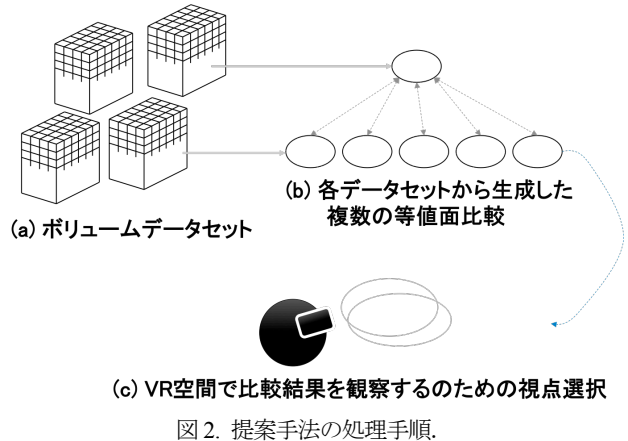 (a) ボリュームデータセット
(b) 各データセットから生成した
複数の等値面比較
(c) VR空間で比較結果を観察するのための視点選択
図 2. 提案手法の処理手順.